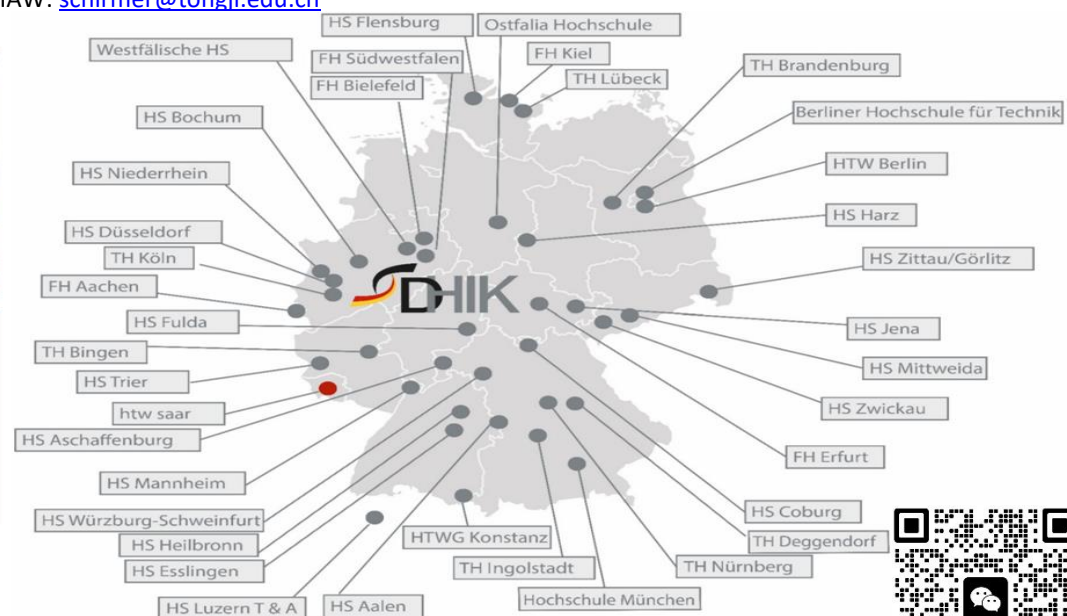 schirmer@tongji.edu.cn
HS Flensburg
Ostfalia Hochschule
Westfälische HS
FH Südwestfalen
FH Kiel
FH Bielefeld
TH Lübeck
TH Brandenburg
HS Bochum
Berliner Hochschule für Technik
HS Niederrhein
HTW Berlin
HS Harz
HS Düsseldorf
TH Köln
HS Zittau/Görlitz
FH Aachen
DHIK
HS Fulda
HS Jena
TH Bingen
HS Mittweida
HS Trier
htw saar
HS Zwickau
HS Aschaffenburg
FH Erfurt
HS Mannheim
HS Würzburg-Schweinfurt
HS Coburg
HS Heilbronn
HTWG Konstanz
TH Deggendorf
HS Esslingen
TH Ingolstadt
TH Nürnberg
HS Luzern T & A
HS Aalen
Hochschule München